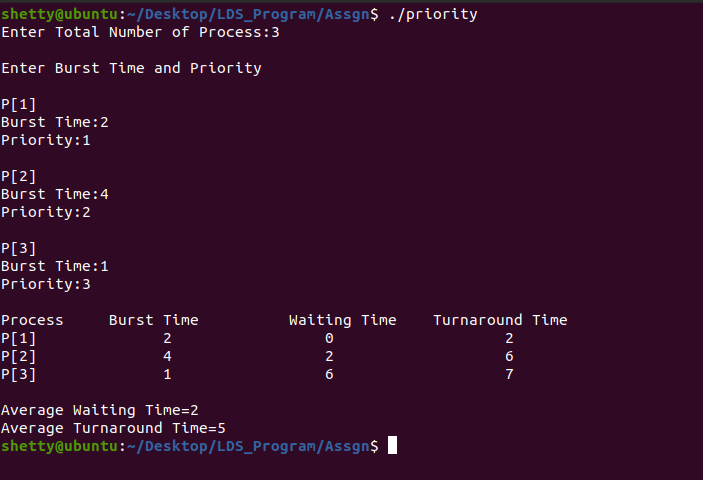 shetty@ubuntu:~/Desktop/LDS_Program/Assgn$ ./priority
Enter Total Number of Process:3
Enter Burst Time and Priority
P[1]
Burst Time:2
Priority:1
P[2]
Burst Time:4
Priority:2
P[3]
Burst Time:1
Priority:3
Process     Burst Time          Waiting Time    Turnaround Time
P[1]              2                 0                   2
P[2]              4                 2                   6
P[3]              1                 6                   7
Average Waiting Time=2
Average Turnaround Time=5
shetty@ubuntu:~/Desktop/LDS_Program/Assgn$